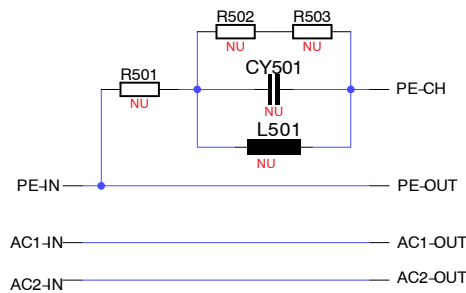 R502 R503
NU NU
R501 CY501
NU NU
PE-CH
L501
NU
PE-IN PE-OUT
AC1-IN AC1-OUT
AC2-IN AC2-OUT